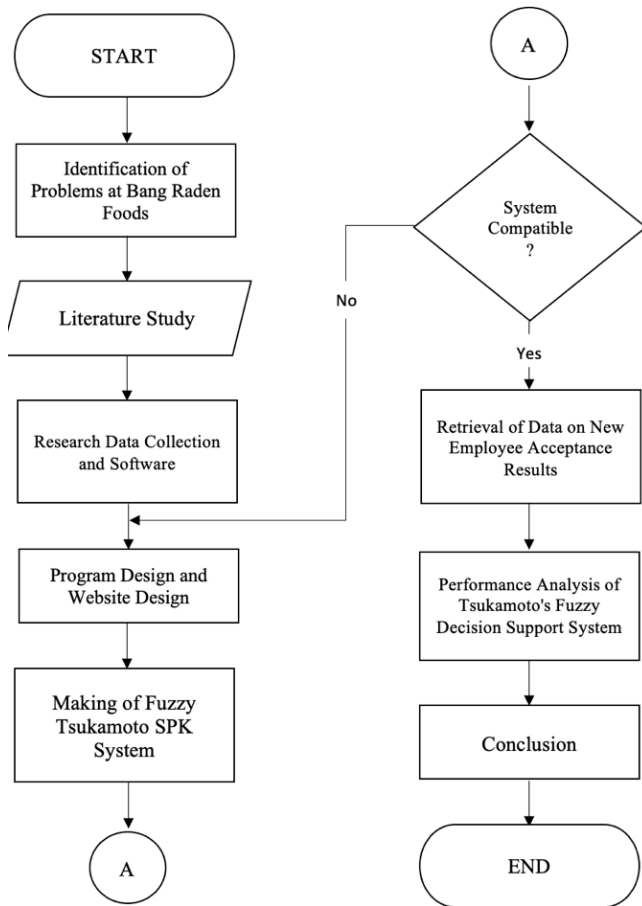 START
Identification of
Problems at Bang Raden
Foods
Literature Study
Research Data Collection
and Software
Program Design and
Website Design
Making of Fuzzy
Tsukamoto SPK
System
A
A
System
Compatible
?
No
Yes
Retrieval of Data on New
Employee Acceptance
Results
Performance Analysis of
Tsukamoto's Fuzzy
Decision Support System
Conclusion
END